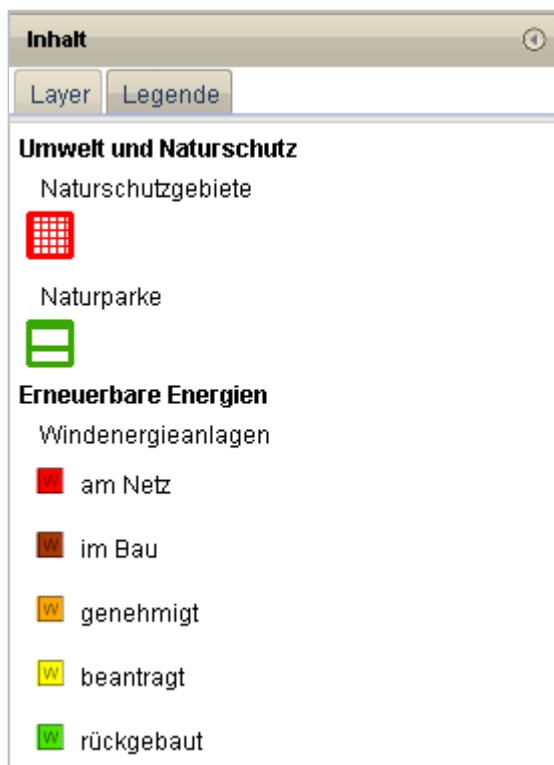 Inhalt
Layer Legende
Umwelt und Naturschutz
Naturschutzgebiete
Naturparke
Erneuerbare Energien
Windenergieanlagen
W am Netz
W im Bau
W genehmigt
W beantragt
W rückgebaut